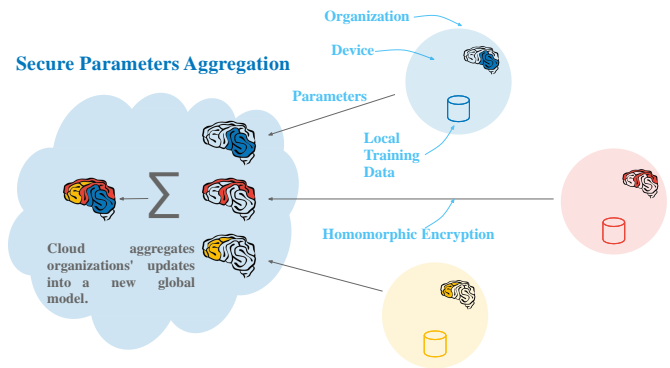 Organization
Device
Secure Parameters Aggregation
Parameters
Local
Training
Data
∑
Homomorphic Encryption
Cloud aggregates
organizations' updates
into a new global
model.